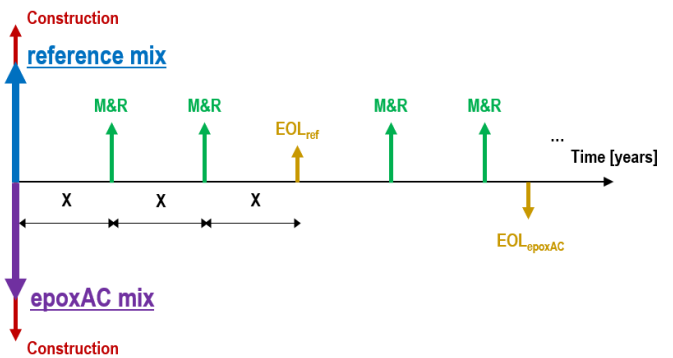 Construction
reference mix
M&R
M&R
EOLref
M&R
M&R
...
Time [years]
X
X
X
EOLepoxAC
epoxAC mix
Construction